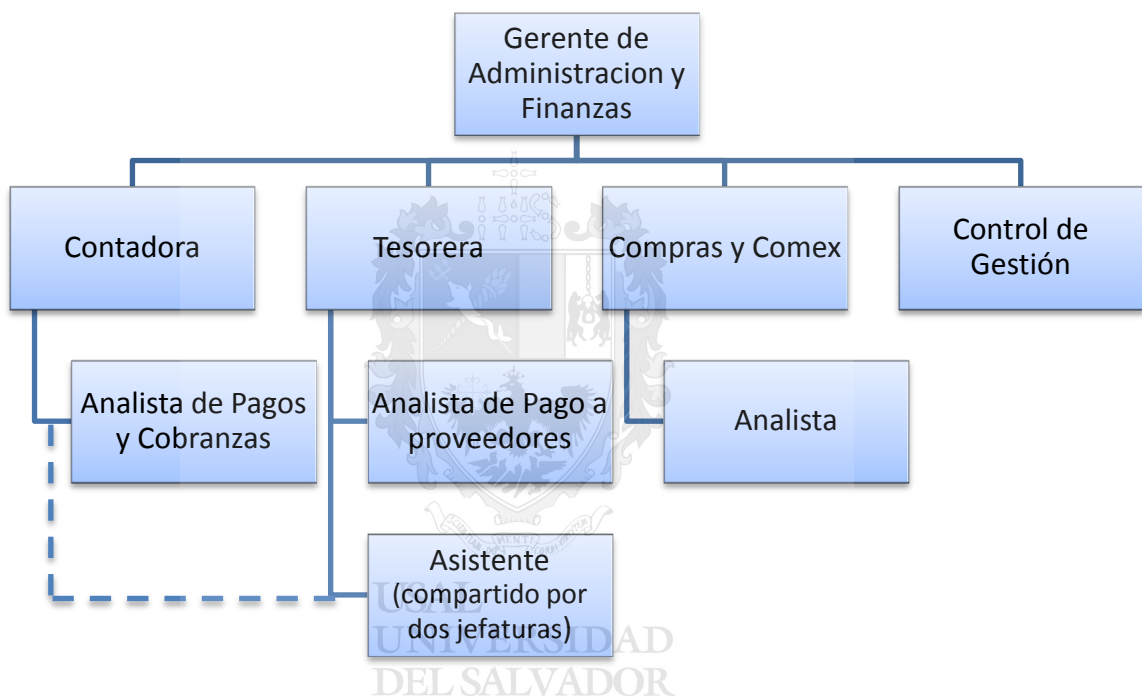 Gerente de
Administracion y
Finanzas
Contadora
Tesorera
Compras y Comex
Control de
Gestión
Analista de Pagos
y Cobranzas
Analista de Pago a
proveedores
Analista
Asistente
(compartido por
dos jefaturas)
USAL
UNIVERSIDAD
DEL SALVADOR